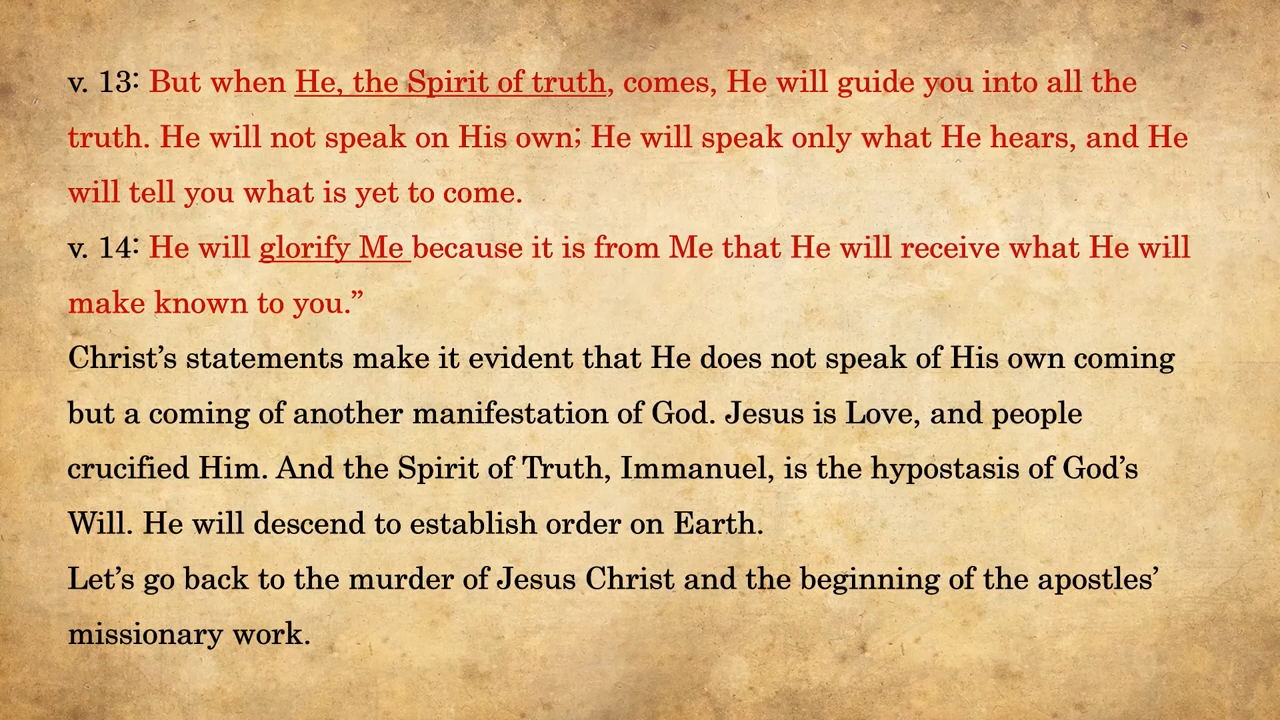 v. 13: But when He, the Spirit of truth, comes, He will guide you into all the
truth. He will not speak on His own; He will speak only what He hears, and He
will tell you what is yet to come.
v. 14: He will glorify Me because it is from Me that He will receive what He will
make known to you.”
Christ’s statements make it evident that He does not speak of His own coming
but a coming of another manifestation of God. Jesus is Love, and people
crucified Him. And the Spirit of Truth, Immanuel, is the hypostasis of God’s
Will. He will descend to establish order on Earth.
Let’s go back to the murder of Jesus Christ and the beginning of the apostles’
missionary work.